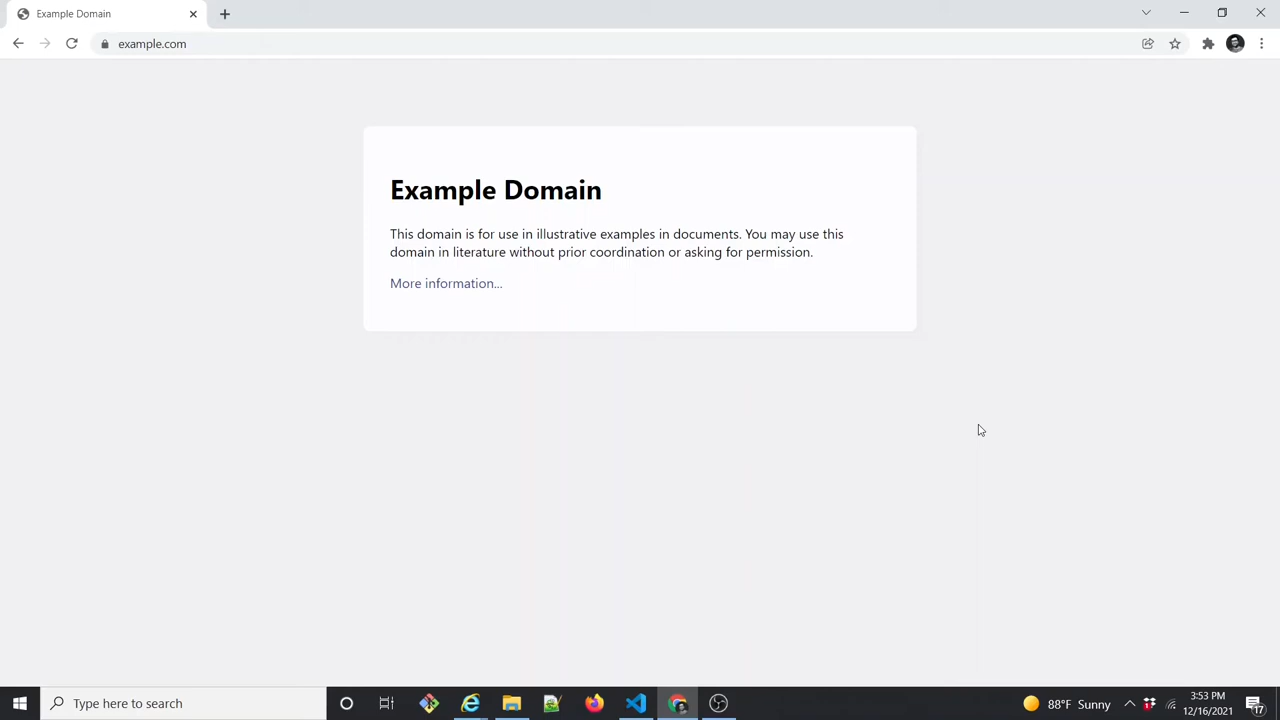 Example Domain
example.com
Example Domain
This domain is for use in illustrative examples in documents. You may use this
domain in literature without prior coordination or asking for permission.
More information...
Type here to search
88°F Sunny
3:53 PM
12/16/2021
17